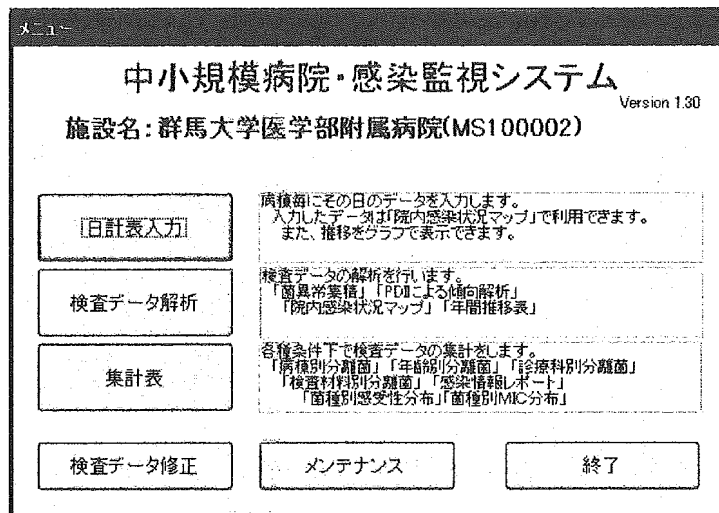 メニュー
中小規模病院・感染監視システム
Version 1.30
施設名:群馬大学医学部附属病院(MS100002)
日計表入力
病棟毎にその日のデータを入力します。
入力したデータは「院内感染状況マップ」で利用できます。
また、推移をグラフで表示できます。
検査データ解析
検査データの解析を行います。
「菌異常集積」「PDIによる傾向解析」
「院内感染状況マップ」「年間推移表」
集計表
各種条件下で検査データの集計をします。
「病棟別分離菌」「年齢別分離菌」「診療科別分離菌」
「検査材料別分離菌」「感染情報レポート」
「菌種別感受性分布」「菌種別MIC分布」
検査データ修正
メンテナンス
終了